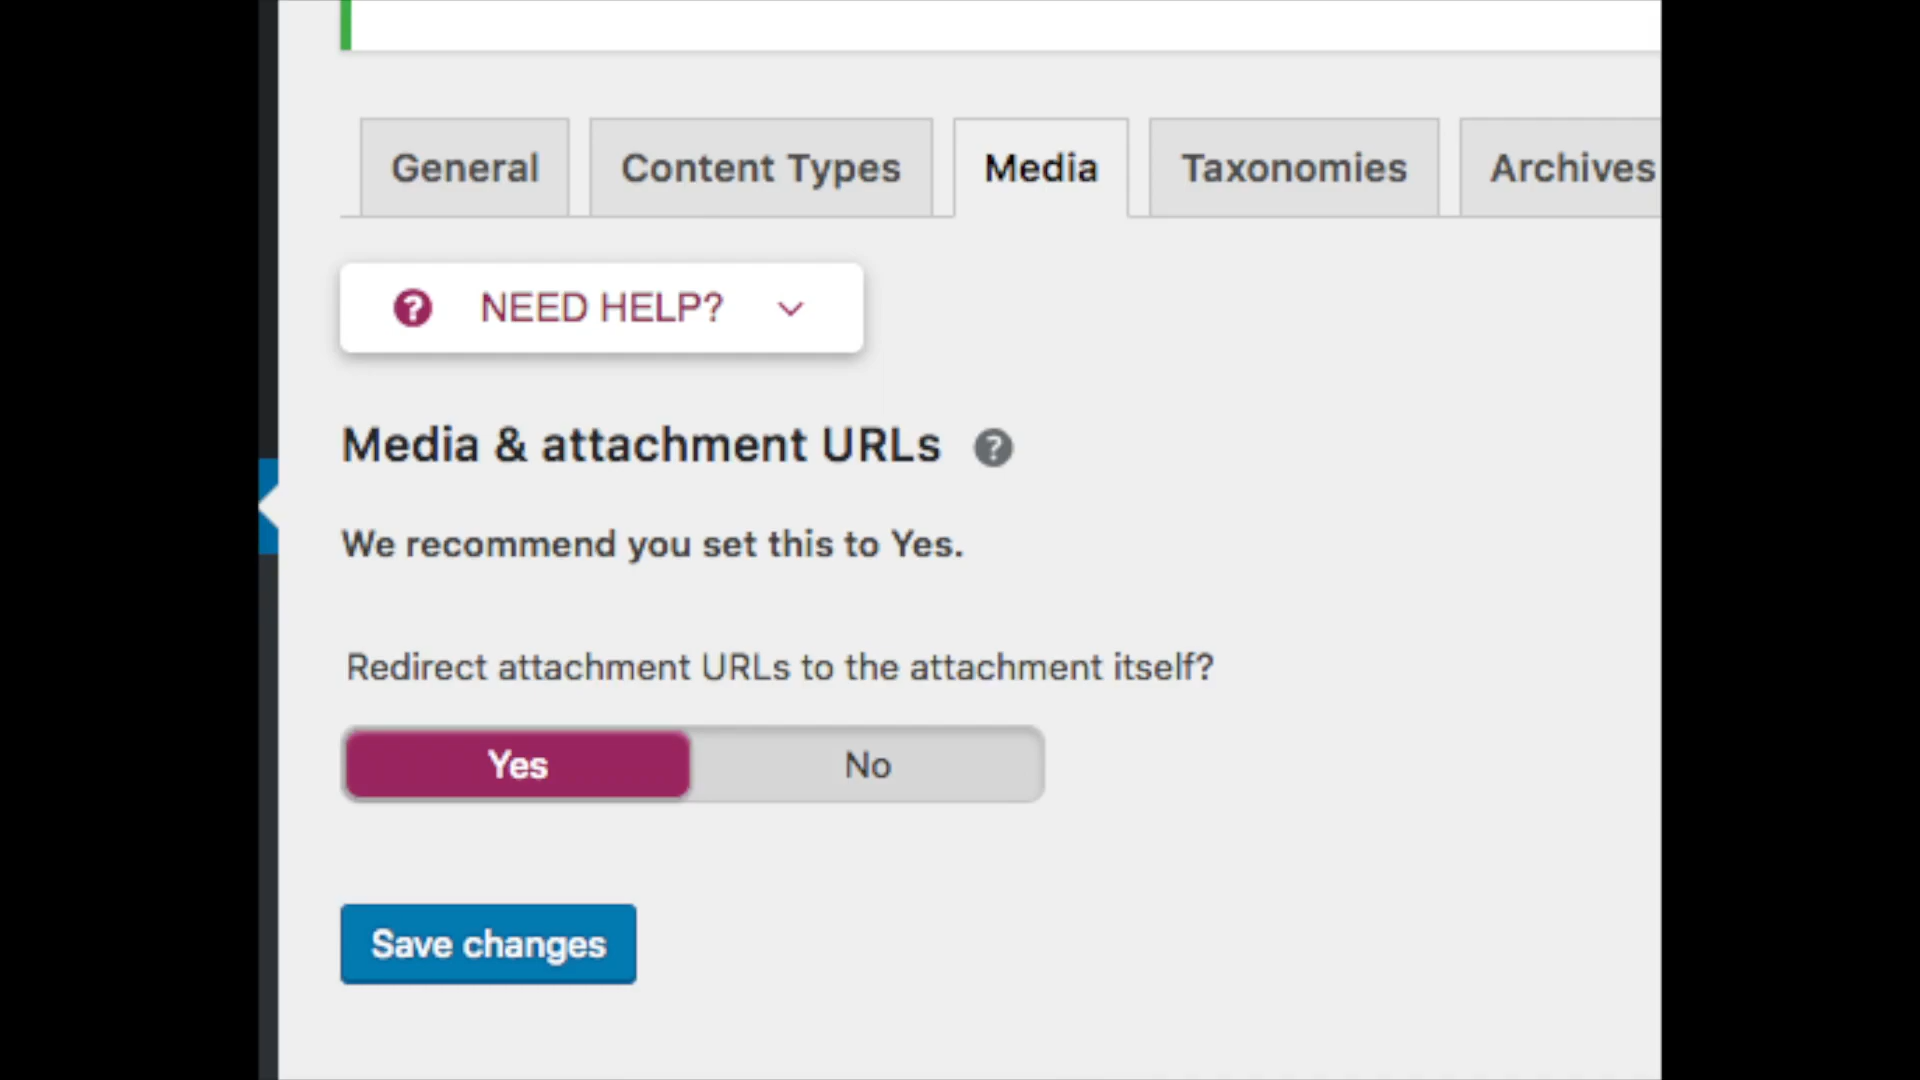 General Content Types Media Taxonomies Archives
? NEED HELP?
Media & attachment URLs ?
We recommend you set this to Yes.
Redirect attachment URLs to the attachment itself?
Yes No
Save changes